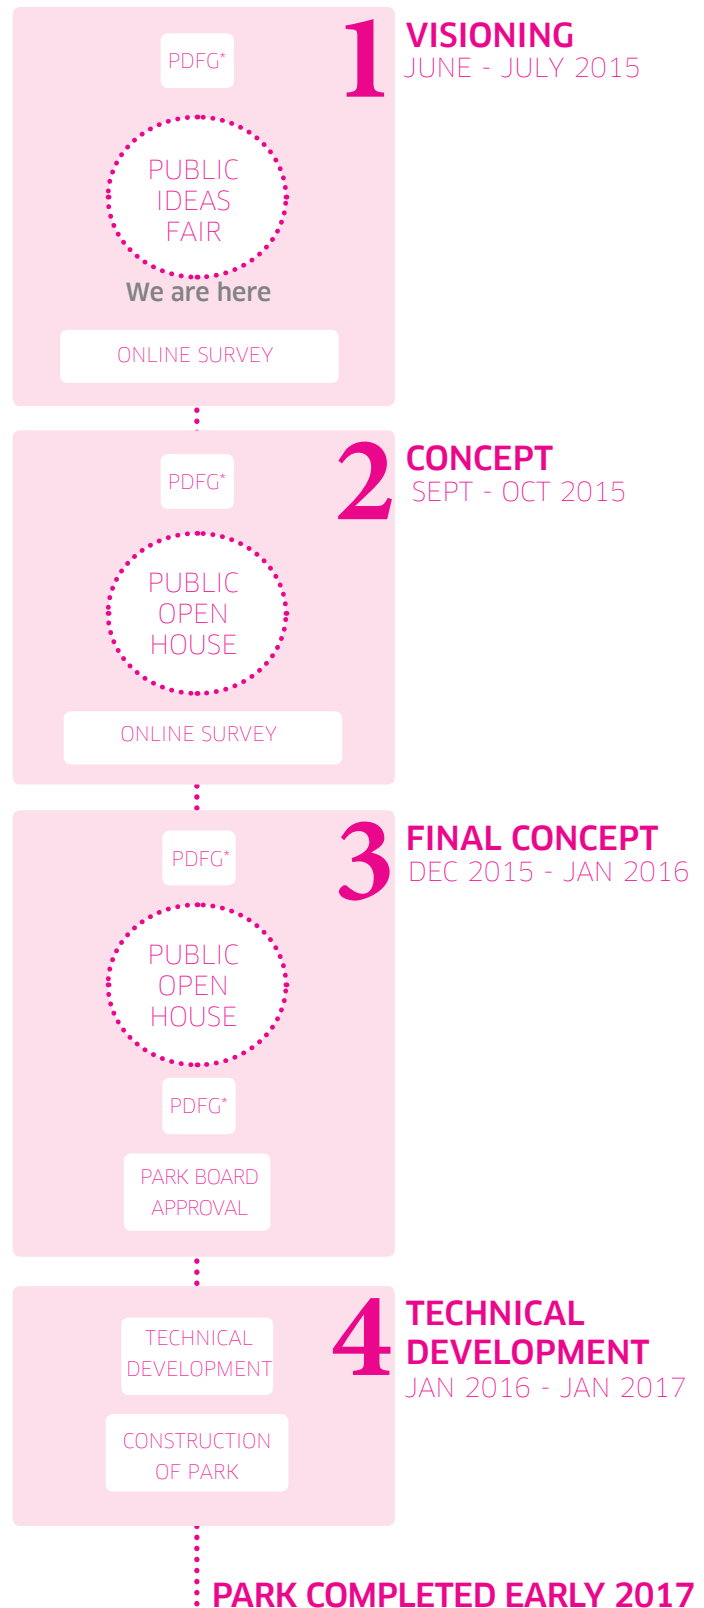 1
VISIONING
JUNE - JULY 2015
PDFG*
PUBLIC
IDEAS
FAIR
We are here
ONLINE SURVEY
2
CONCEPT
SEPT - OCT 2015
PDFG*
PUBLIC
OPEN
HOUSE
ONLINE SURVEY
3
FINAL CONCEPT
DEC 2015 - JAN 2016
PDFG*
PUBLIC
OPEN
HOUSE
PDFG*
PARK BOARD
APPROVAL
4
TECHNICAL
DEVELOPMENT
JAN 2016 - JAN 2017
TECHNICAL
DEVELOPMENT
CONSTRUCTION
OF PARK
PARK COMPLETED EARLY 2017